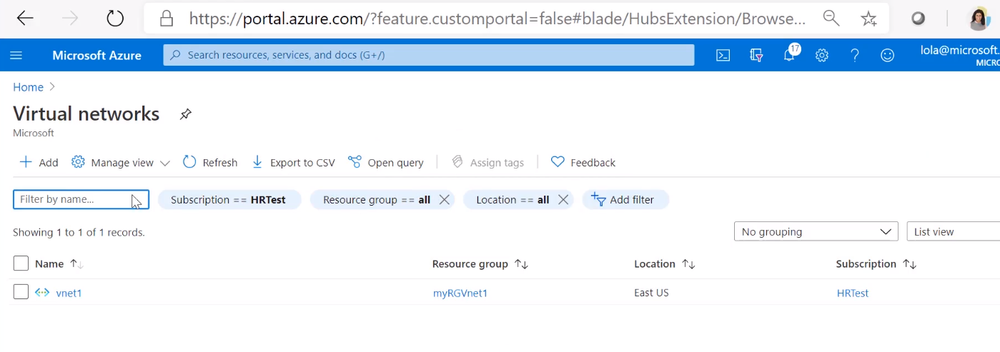 https://portal.azure.com/?feature.customportal=false#blade/HubsExtension/Browse...
Microsoft Azure Search resources, services, and docs (G+/) 17 lola@microsoft.
MICRO
Home >
Virtual networks
Microsoft
+ Add Manage view Refresh Export to CSV Open query Assign tags Feedback
Filter by name... Subscription == HRTest Resource group == all Location == all Add filter
Showing 1 to 1 of 1 records. No grouping List view
Name Resource group Location Subscription
vnet1 myRGVnet1 East US HRTest